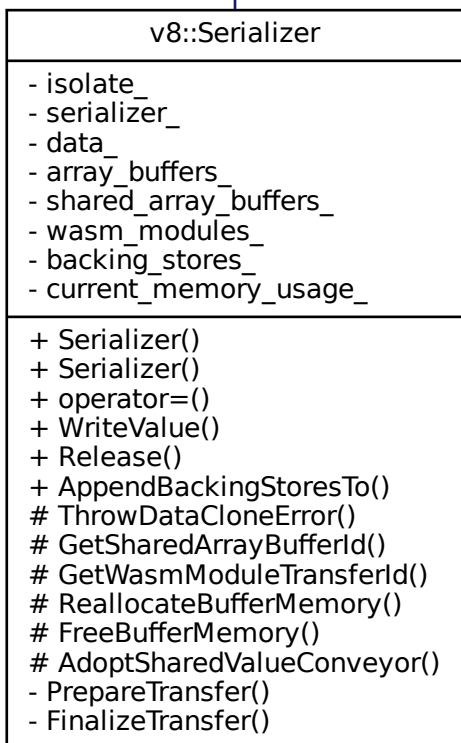 v8::Serializer
- isolate_
- serializer_
- data_
- array_buffers_
- shared_array_buffers_
- wasm_modules_
- backing_stores_
- current_memory_usage_
+ Serializer()
+ Serializer()
+ operator=()
+ WriteValue()
+ Release()
+ AppendBackingStoresTo()
# ThrowDataCloneError()
# GetSharedArrayBufferId()
# GetWasmModuleTransferId()
# ReallocateBufferMemory()
# FreeBufferMemory()
# AdoptSharedValueConveyor()
- PrepareTransfer()
- FinalizeTransfer()